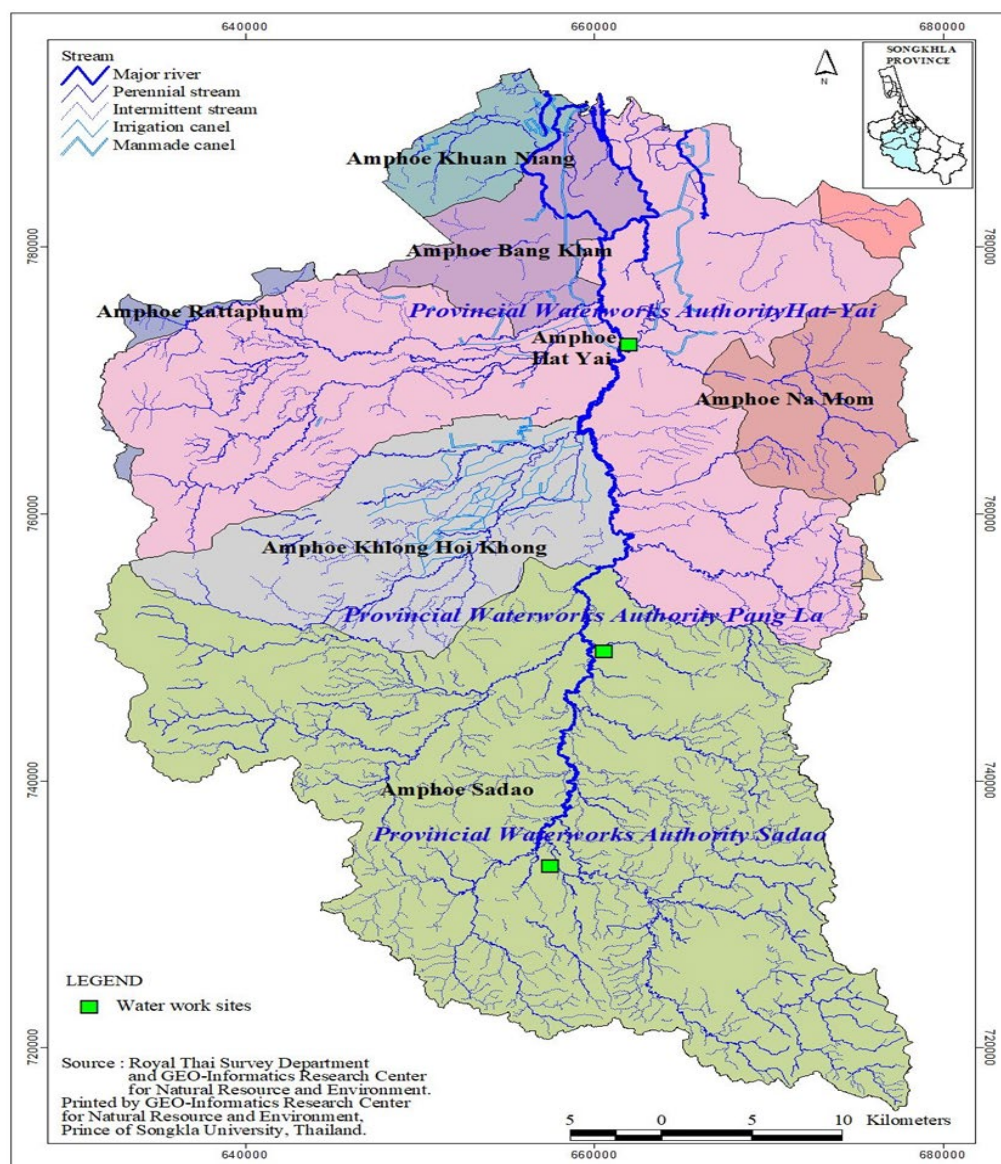 640000
660000
680000
Stream
Major river
Perennial stream
Intermittent stream
Irrigation canel
Manmade canel
N
SONGKHLA
PROVINCE
Amphoe Khuan Niang
780000
780000
Amphoe Bang Klam
Amphoe Rattaphum
Provincial Waterworks AuthorityHat-Yai
Amphoe
Hat Yai
Amphoe Na Mom
760000
760000
Amphoe Khlong Hoi Khong
Provincial Waterworks Authority Pang La
740000
740000
Amphoe Sadao
Provincial Waterworks Authority Sadao
LEGEND
Water work sites
720000
720000
Source : Royal Thai Survey Department
and GEO-Informatics Research Center
for Natural Resource and Environment.
Printed by GEO-Informatics Research Center
for Natural Resource and Environment,
Prince of Songkla University, Thailand.
5 0 5 10 Kilometers
640000
660000
680000